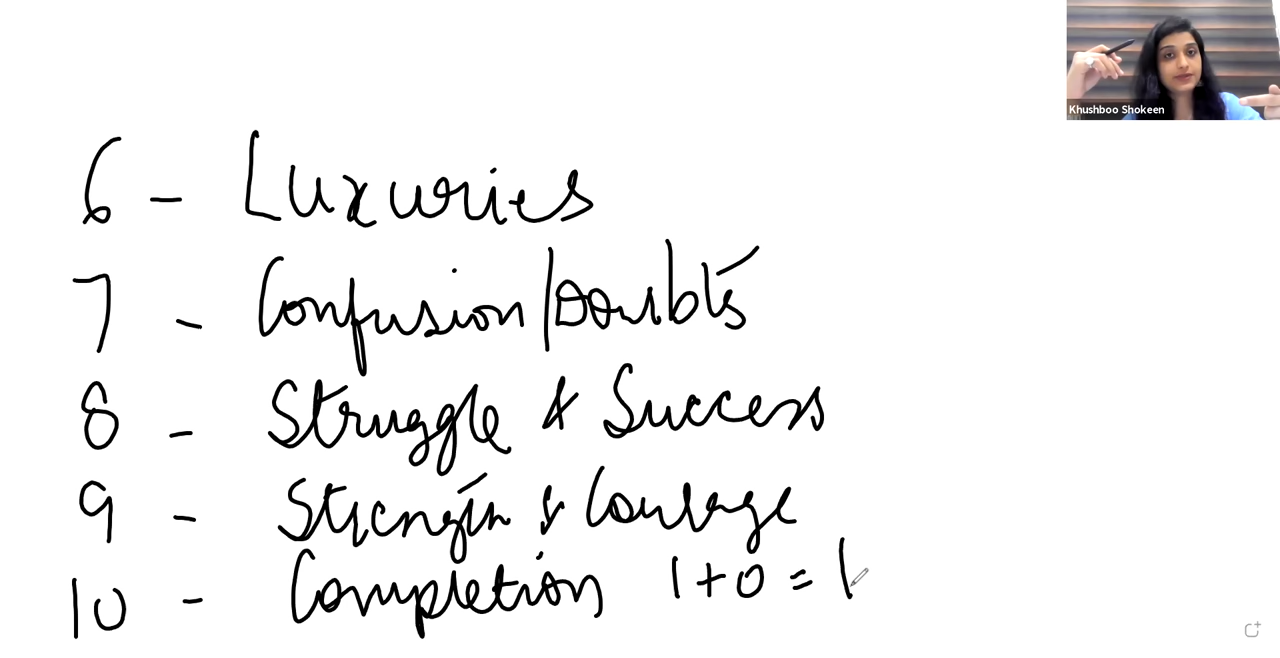 Khushboo Shokeen
6 - Luxuries
7 - Confusion/Doubts
8 - Struggle & Success
9 - Strength & Courage
10 - Completion 1+0=1